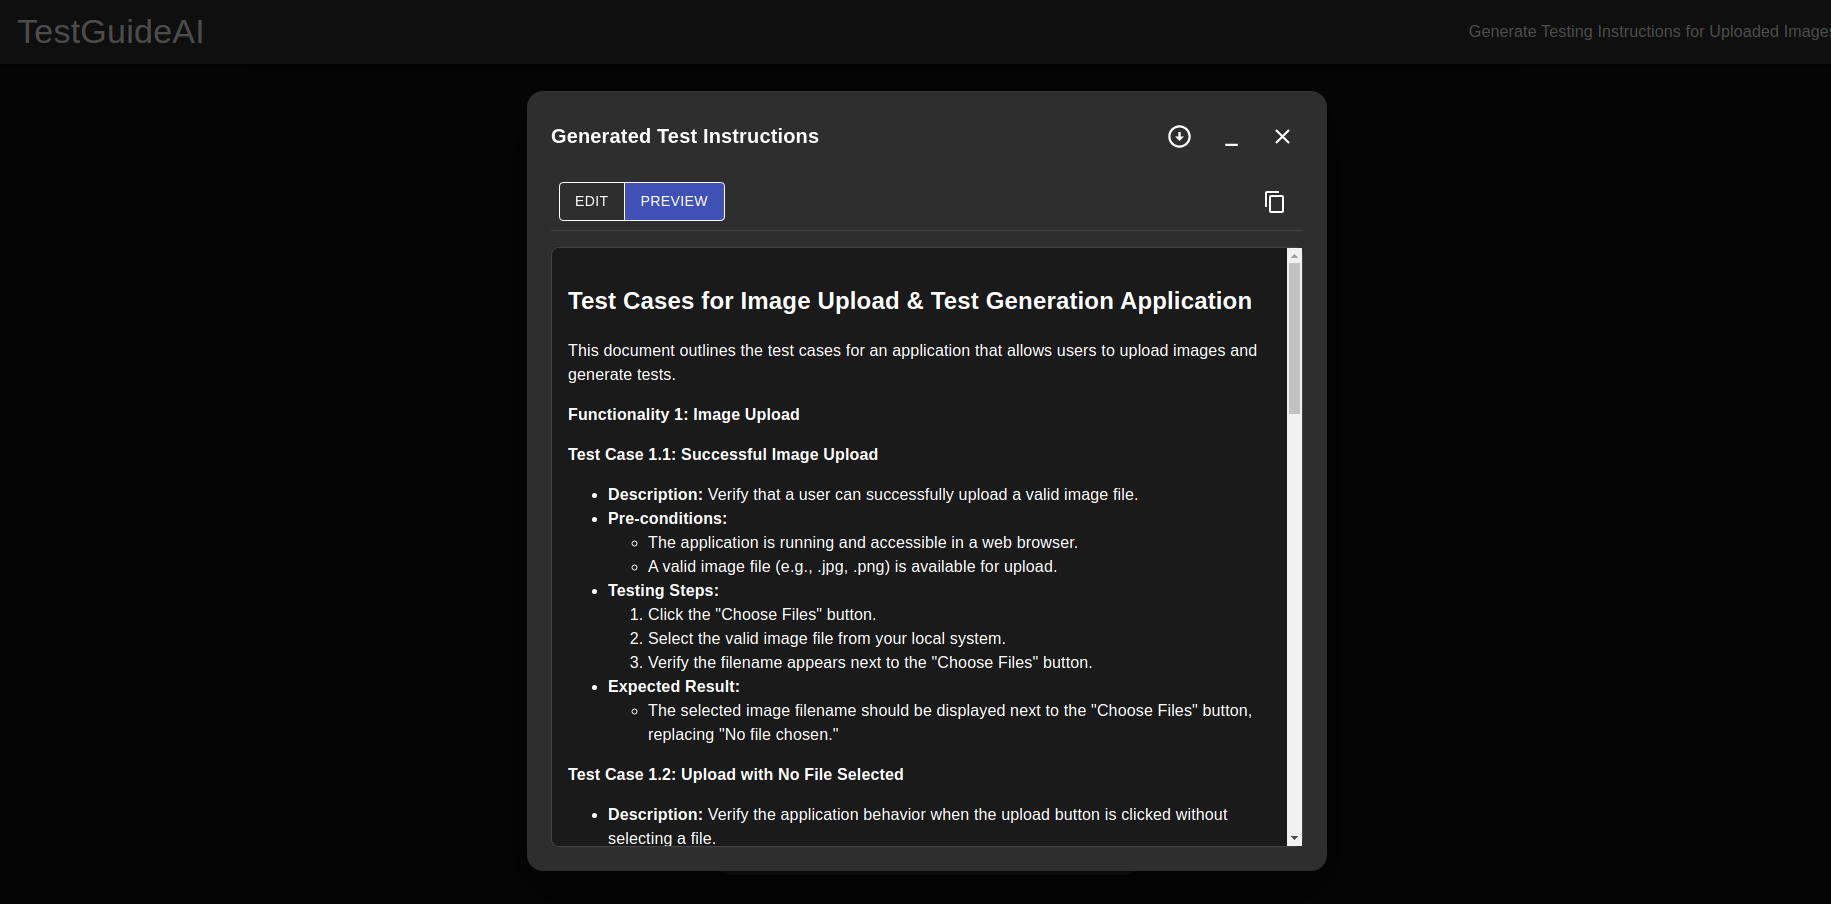 TestGuideAI
Generate Testing Instructions for Uploaded Images
Generated Test Instructions
EDIT
PREVIEW
Test Cases for Image Upload & Test Generation Application
This document outlines the test cases for an application that allows users to upload images and
generate tests.
Functionality 1: Image Upload
Test Case 1.1: Successful Image Upload
• Description: Verify that a user can successfully upload a valid image file.
• Pre-conditions:
◦ The application is running and accessible in a web browser.
◦ A valid image file (e.g., .jpg, .png) is available for upload.
• Testing Steps:
1. Click the "Choose Files" button.
2. Select the valid image file from your local system.
3. Verify the filename appears next to the "Choose Files" button.
• Expected Result:
◦ The selected image filename should be displayed next to the "Choose Files" button,
replacing "No file chosen."
Test Case 1.2: Upload with No File Selected
• Description: Verify the application behavior when the upload button is clicked without
selecting a file.